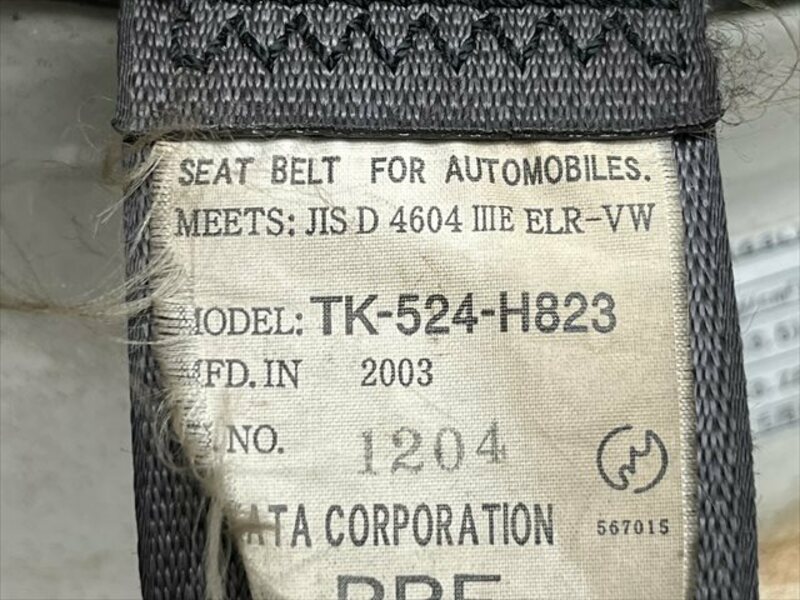 SEAT BELT FOR AUTOMOBILES.
MEETS: JIS D 4604 IIIE ELR-VW
MODEL: TK-524-H823
MFD. IN 2003
NO. 1204
ATA CORPORATION
567015